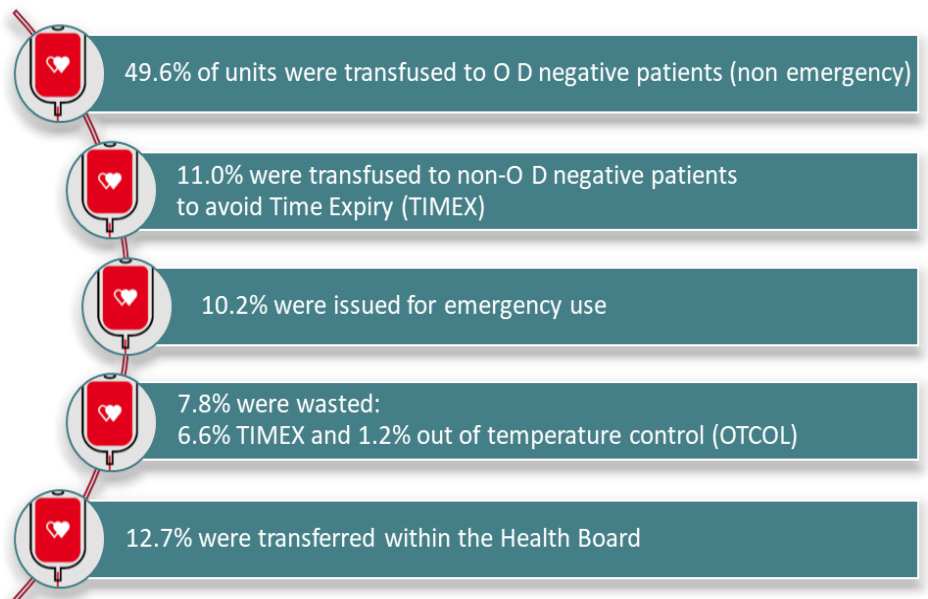 49.6% of units were transfused to O D negative patients (non emergency)
11.0% were transfused to non-O D negative patients
to avoid Time Expiry (TIMEX)
10.2% were issued for emergency use
7.8% were wasted:
6.6% TIMEX and 1.2% out of temperature control (OTCOL)
12.7% were transferred within the Health Board